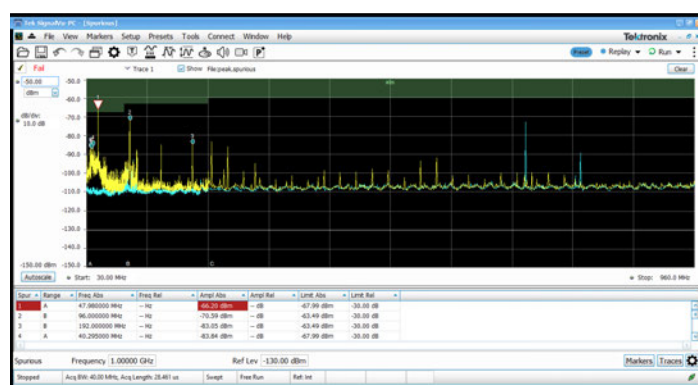 Tek SignalVu PC - [Spurious]
File View Markers Setup Presets Tools Connect Window Help
Tektronix
Preset Replay Run
Fail Trace 1 Show File:peak,spurious Clear
-50.00
dBm
dB/div:
10.0 dB
-150.00 dBm
-50.0
-60.0
-70.0
-80.0
-90.0
-100.0
-110.0
-120.0
-130.0
-140.0
-150.0
A B C
Autoscale Start: 30.00 MHz Stop: 960.0 MHz
Spur Range Freq Abs Freq Rel Ampl Abs Ampl Rel Limit Abs Limit Rel
1 A 47.980000 MHz -- Hz -66.20 dBm -- dB -67.99 dBm -30.00 dB
2 B 96.000000 MHz -- Hz -70.59 dBm -- dB -63.49 dBm -30.00 dB
3 B 192.000000 MHz -- Hz -83.05 dBm -- dB -63.49 dBm -30.00 dB
4 A 40.295000 MHz -- Hz -83.84 dBm -- dB -67.99 dBm -30.00 dB
Spurious Frequency 1.00000 GHz Ref Lev -130.00 dBm Markers Traces
Stopped Acq BW: 40.00 MHz, Acq Length: 28.461 us Swept Free Run Ref: Int